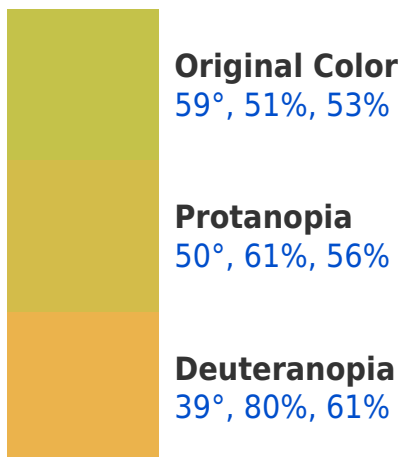 Original Color
59°, 51%, 53%
Protanopia
50°, 61%, 56%
Deuteranopia
39°, 80%, 61%